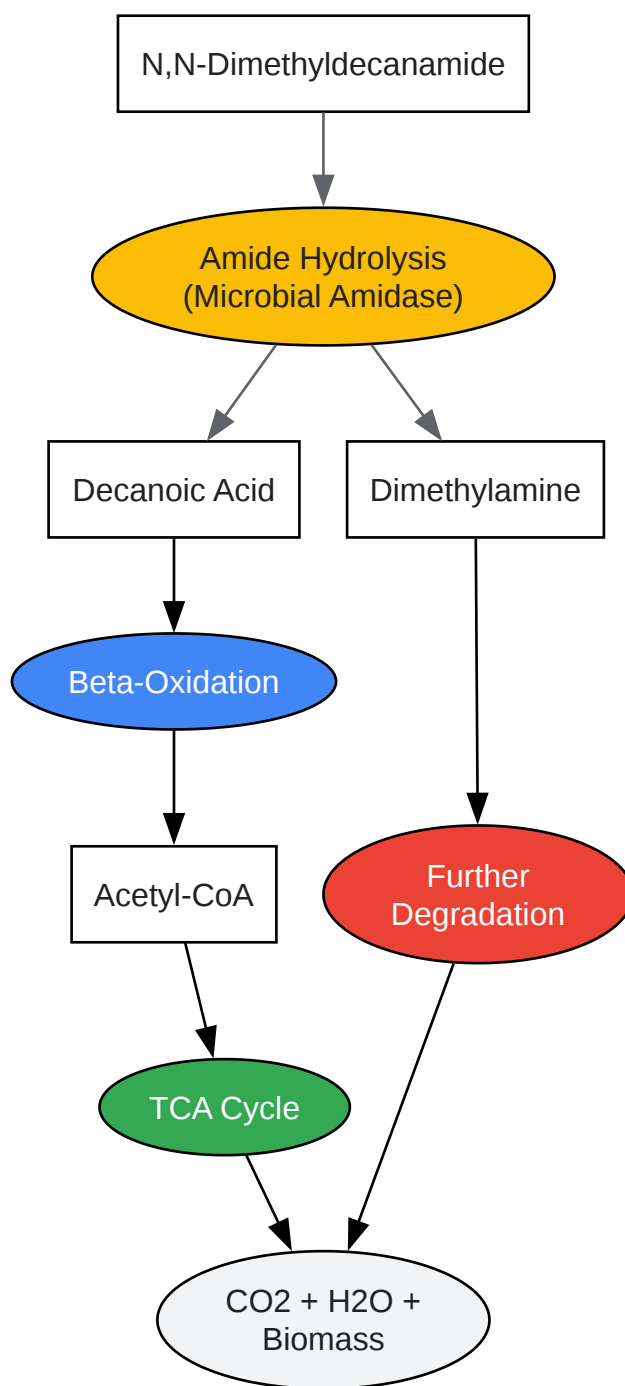 N,N-Dimethyldecanamide
Amide Hydrolysis
(Microbial Amidase)
Decanoic Acid
Dimethylamine
Beta-Oxidation
Acetyl-CoA
Further
Degradation
TCA Cycle
CO2 + H2O +
Biomass